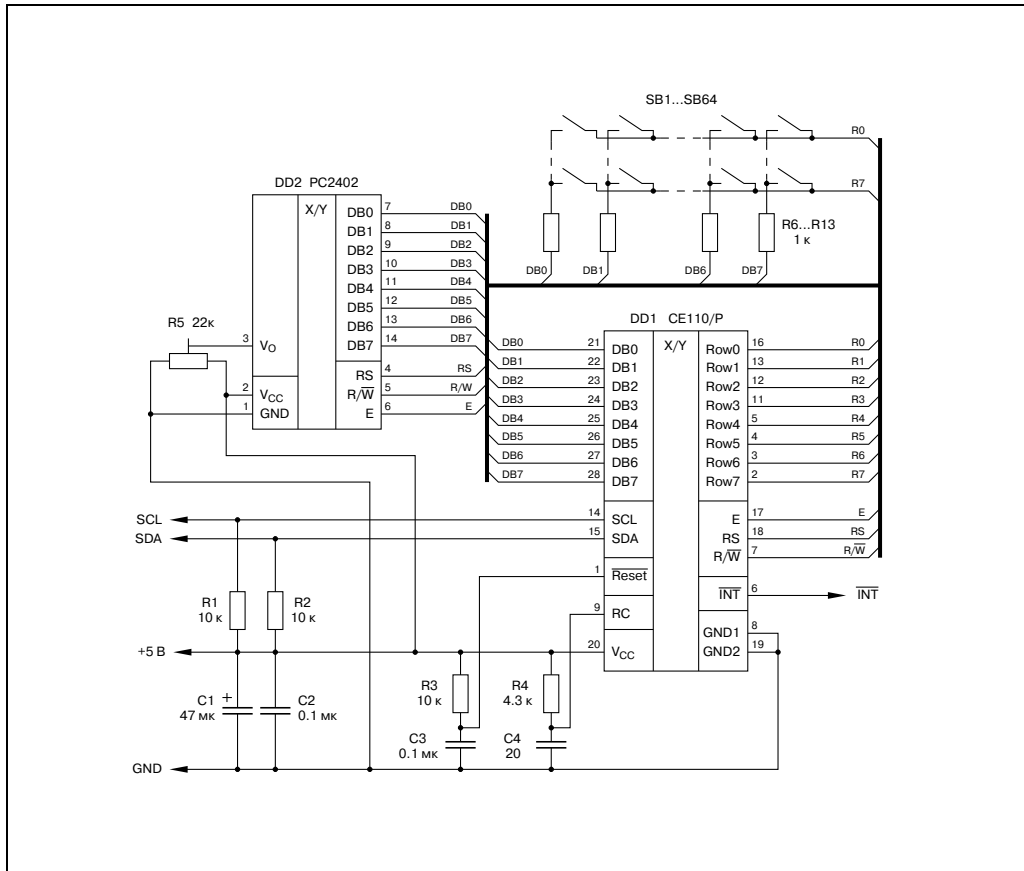 SB1...SB64
R0
R7
DD2 PC2402
X/Y
7 DB0
8 DB1
9 DB2
10 DB3
11 DB4
12 DB5
13 DB6
14 DB7
4 RS
5 R/W
6 E
DB0
DB1
DB2
DB3
DB4
DB5
DB6
DB7
RS
R/W
E
R5 22к
3 VO
2 VCC
1 GND
R6...R13
1 к
DB0 DB1 DB6 DB7
DD1 CE110/P
X/Y
DB0 21 DB0
DB1 22 DB1
DB2 23 DB2
DB3 24 DB3
DB4 25 DB4
DB5 26 DB5
DB6 27 DB6
DB7 28 DB7
Row0 16 R0
Row1 13 R1
Row2 12 R2
Row3 11 R3
Row4 5 R4
Row5 4 R5
Row6 3 R6
Row7 2 R7
SCL 14 SCL
SDA 15 SDA
E 17 E
RS 18 RS
R/W 7 R/W
1 Reset
INT 6 INT
9 RC
GND1 8
GND2 19
+5 В 20 VCC
R1
10 к
R2
10 к
R3
10 к
R4
4.3 к
C1 +
47 мк
C2
0.1 мк
C3
0.1 мк
C4
20
GND